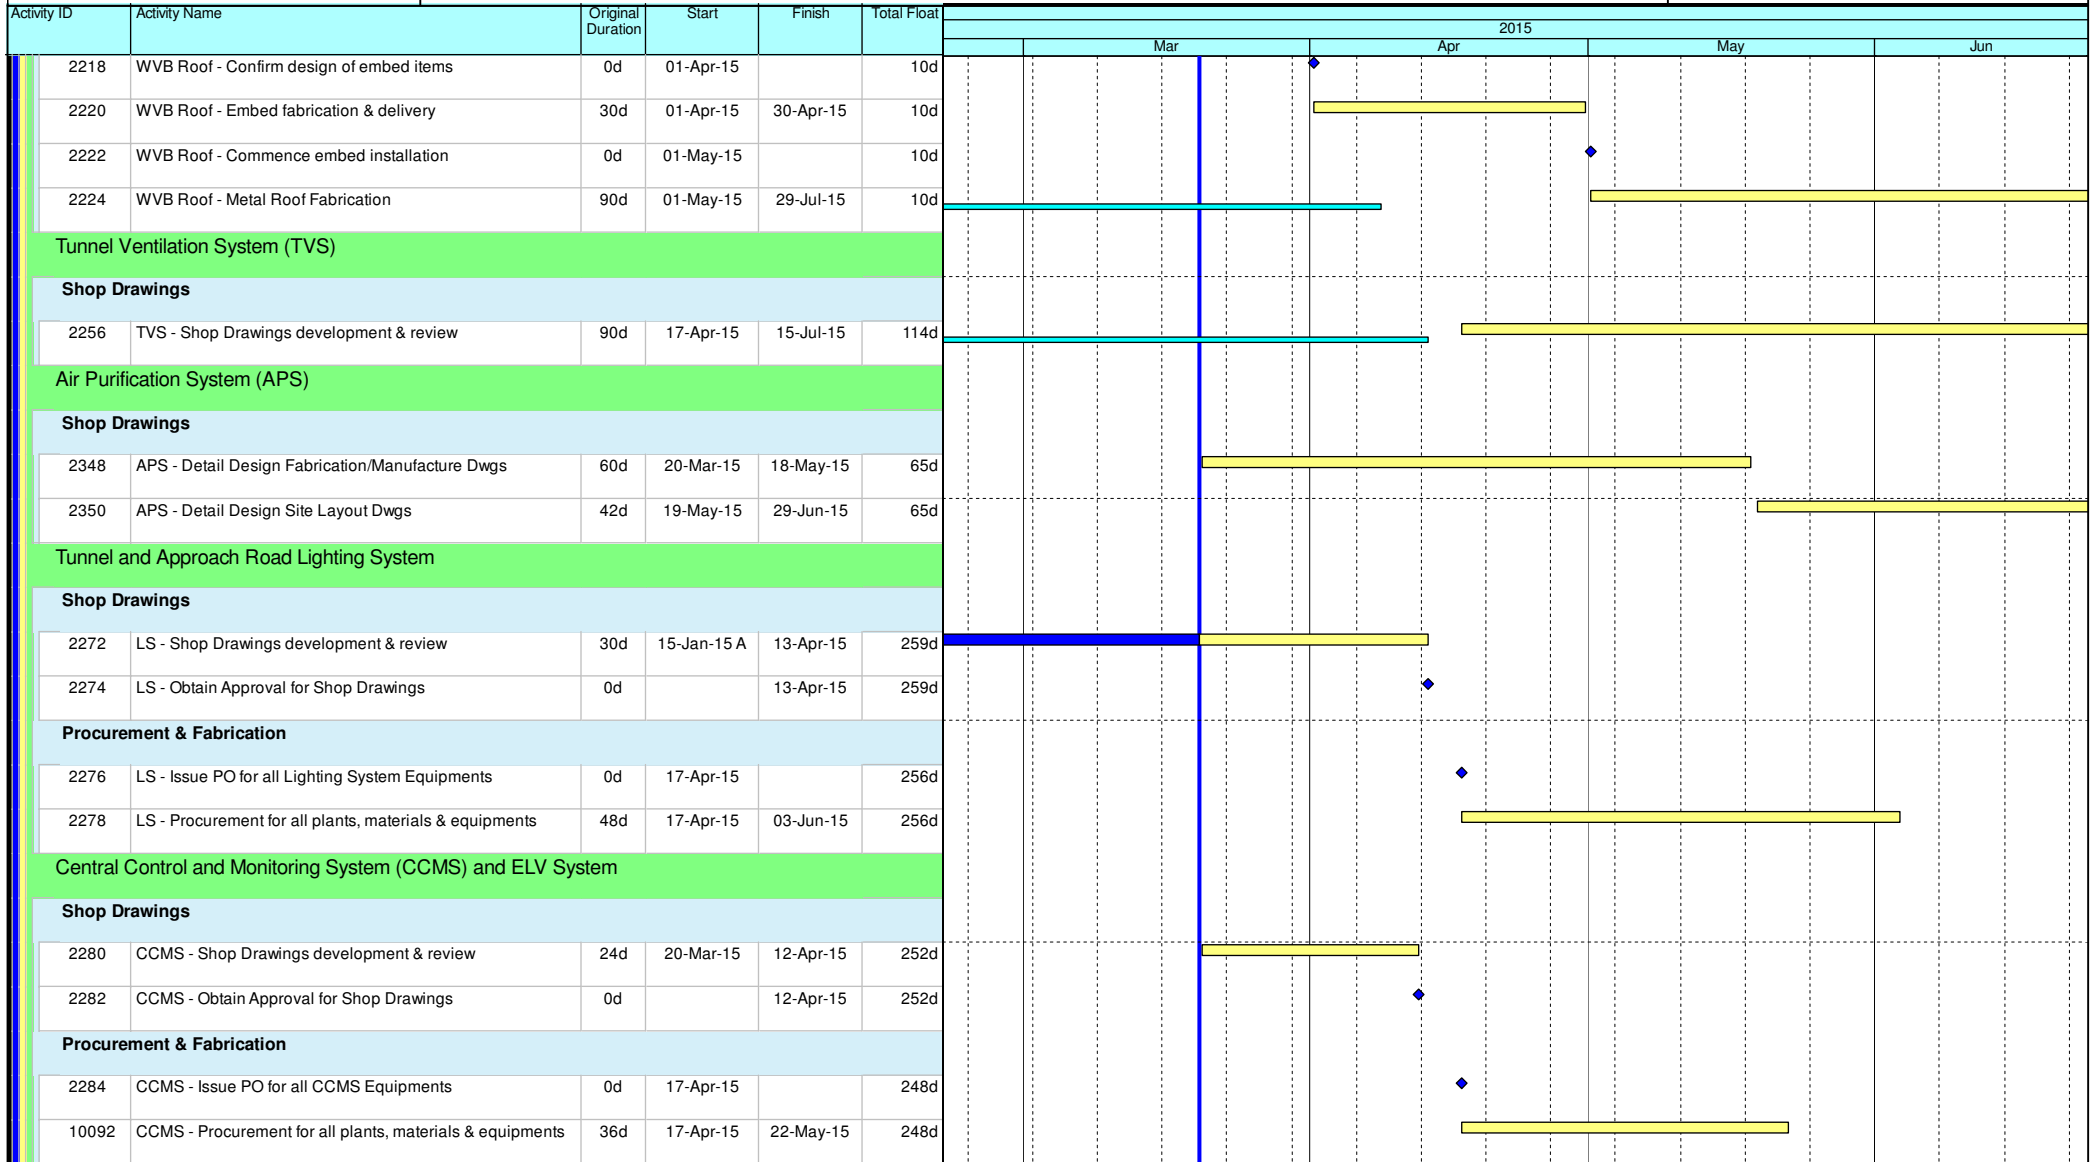 Activity ID Activity Name Original Duration Start Finish Total Float
2015
Mar Apr May Jun
2218 WVB Roof - Confirm design of embed items 0d 01-Apr-15 10d
2220 WVB Roof - Embed fabrication & delivery 30d 01-Apr-15 30-Apr-15 10d
2222 WVB Roof - Commence embed installation 0d 01-May-15 10d
2224 WVB Roof - Metal Roof Fabrication 90d 01-May-15 29-Jul-15 10d
Tunnel Ventilation System (TVS)
Shop Drawings
2256 TVS - Shop Drawings development & review 90d 17-Apr-15 15-Jul-15 114d
Air Purification System (APS)
Shop Drawings
2348 APS - Detail Design Fabrication/Manufacture Dwgs 60d 20-Mar-15 18-May-15 65d
2350 APS - Detail Design Site Layout Dwgs 42d 19-May-15 29-Jun-15 65d
Tunnel and Approach Road Lighting System
Shop Drawings
2272 LS - Shop Drawings development & review 30d 15-Jan-15 A 13-Apr-15 259d
2274 LS - Obtain Approval for Shop Drawings 0d 13-Apr-15 259d
Procurement & Fabrication
2276 LS - Issue PO for all Lighting System Equipments 0d 17-Apr-15 256d
2278 LS - Procurement for all plants, materials & equipments 48d 17-Apr-15 03-Jun-15 256d
Central Control and Monitoring System (CCMS) and ELV System
Shop Drawings
2280 CCMS - Shop Drawings development & review 24d 20-Mar-15 12-Apr-15 252d
2282 CCMS - Obtain Approval for Shop Drawings 0d 12-Apr-15 252d
Procurement & Fabrication
2284 CCMS - Issue PO for all CCMS Equipments 0d 17-Apr-15 248d
10092 CCMS - Procurement for all plants, materials & equipments 36d 17-Apr-15 22-May-15 248d